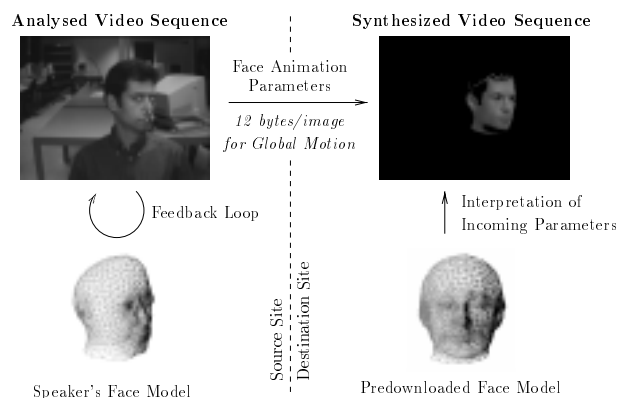 Analysed Video Sequence
Synthesized Video Sequence
Face Animation
Parameters
12 bytes/image
for Global Motion
Feedback Loop
Interpretation of
Incoming Parameters
Source Site
Destination Site
Speaker's Face Model
Predownloaded Face Model